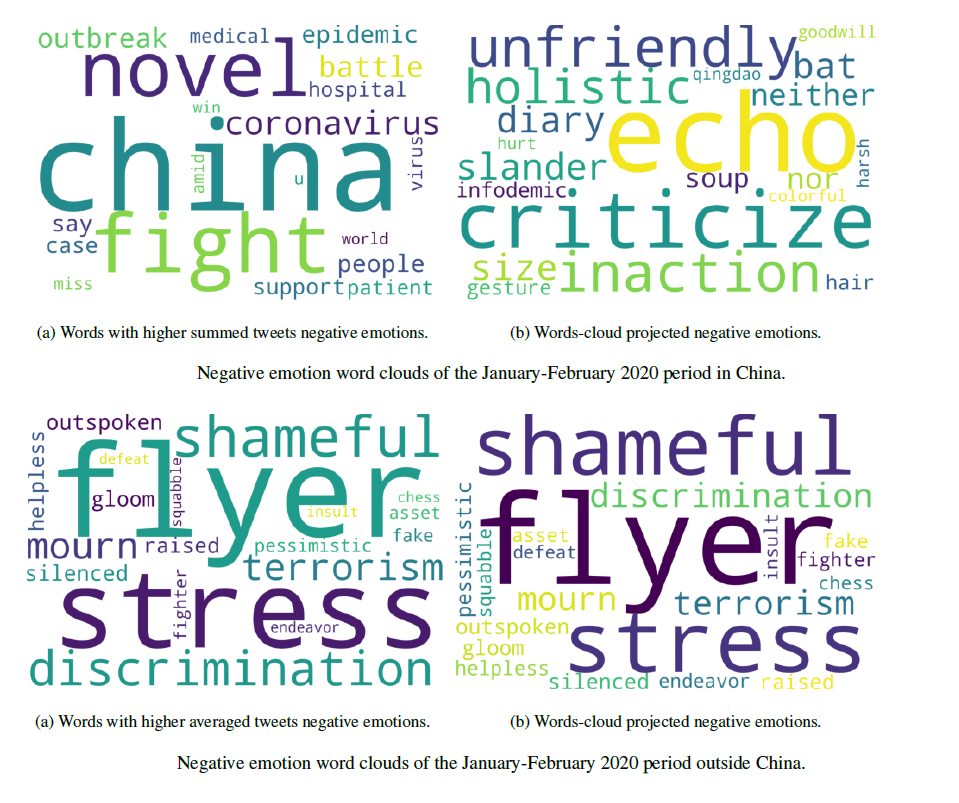 outbreak medical epidemic
novel battle
hospital
win
coronavirus
china
amid u virus
say fight
case world
people
miss support patient
(a) Words with higher summed tweets negative emotions.
unfriendly goodwill
qingdao bat
holistic neither
diary echo
hurt harsh
slander soup nor
infodemic colorful
criticize
size inaction
gesture hair
(b) Words-cloud projected negative emotions.
Negative emotion word clouds of the January-February 2020 period in China.
outspoken shameful
helpless defeat flyer
gloom squabble chess
insult asset
mourn raised pessimistic fake
silenced terrorism
stress
fighter endeavor
discrimination
(a) Words with higher averaged tweets negative emotions.
shameful
pessimistic discrimination
flyer
squabble asset insult fake
defeat fighter
chess
mourn terrorism
outspoken stress
gloom
helpless
silenced endeavor raised
(b) Words-cloud projected negative emotions.
Negative emotion word clouds of the January-February 2020 period outside China.